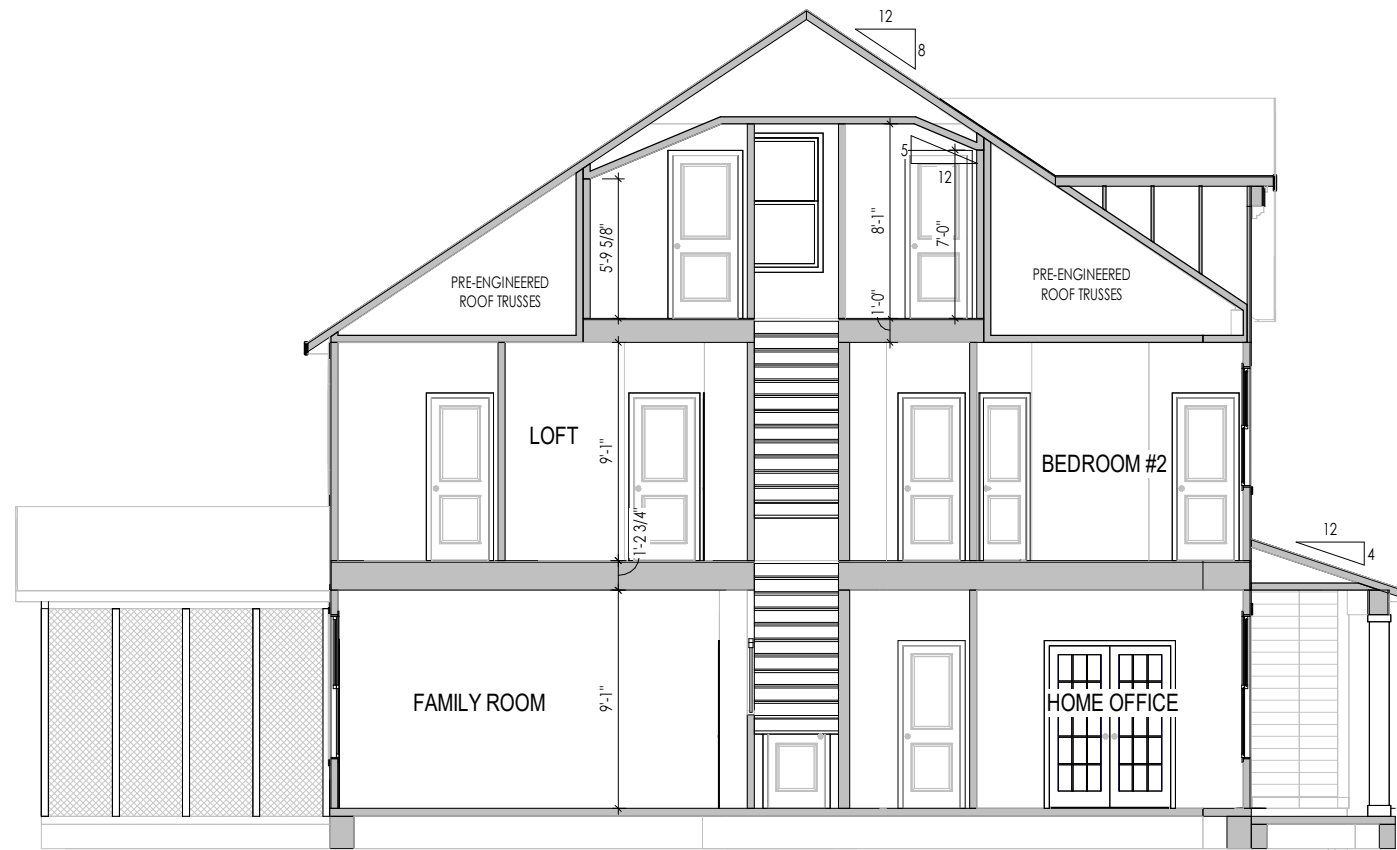 12
8
5
12
8'-1"
7'-0"
5'-9 5/8"
PRE-ENGINEERED
ROOF TRUSSES
PRE-ENGINEERED
ROOF TRUSSES
1'-0"
LOFT
9'-1"
BEDROOM #2
1'-2 3/4"
12
4
FAMILY ROOM
9'-1"
HOME OFFICE